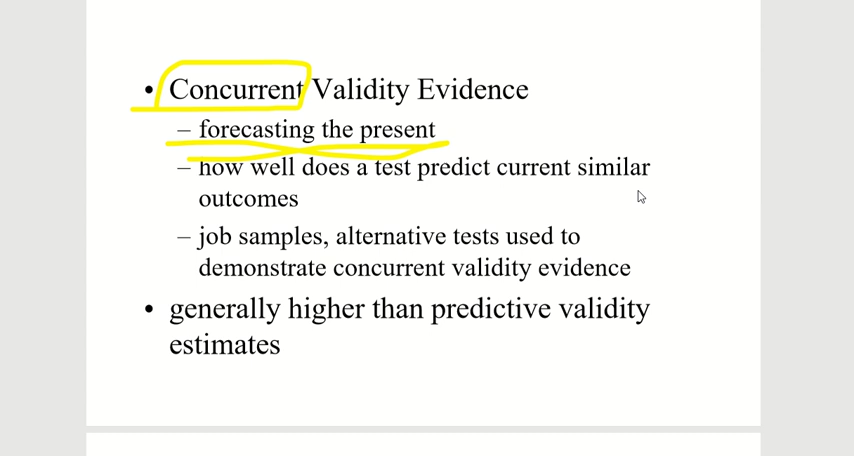 • Concurrent Validity Evidence
– forecasting the present
– how well does a test predict current similar
outcomes
– job samples, alternative tests used to
demonstrate concurrent validity evidence
• generally higher than predictive validity
estimates